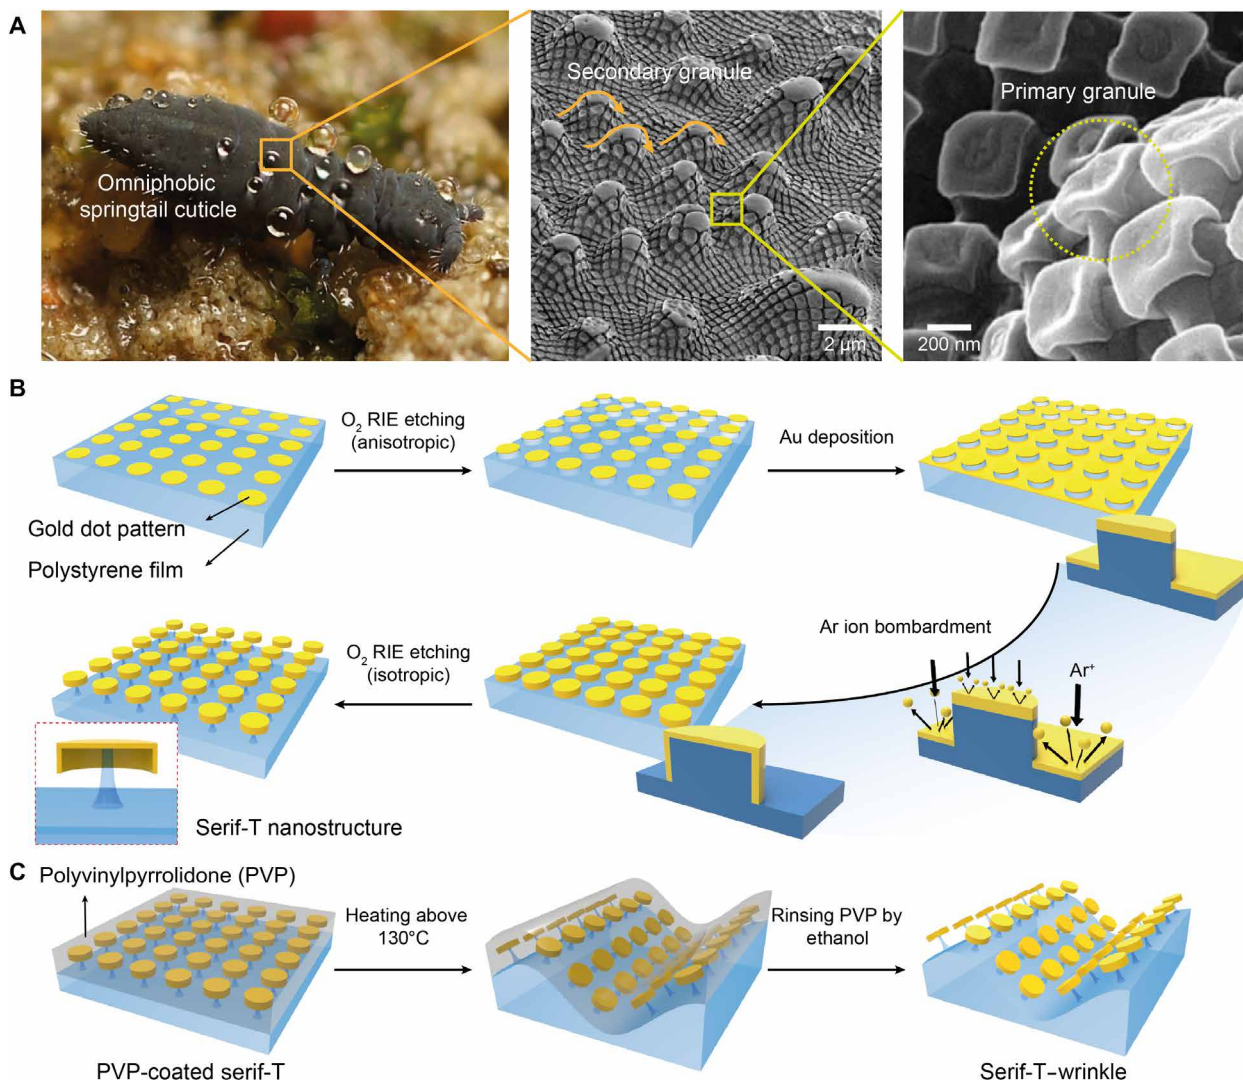 A
Omniphobic
springtail cuticle
Secondary granule
2 µm
Primary granule
200 nm
B
O2 RIE etching
(anisotropic)
Au deposition
Gold dot pattern
Polystyrene film
Ar ion bombardment
Ar+
O2 RIE etching
(isotropic)
Serif-T nanostructure
C
Polyvinylpyrrolidone (PVP)
Heating above
130°C
Rinsing PVP by
ethanol
PVP-coated serif-T
Serif-T–wrinkle